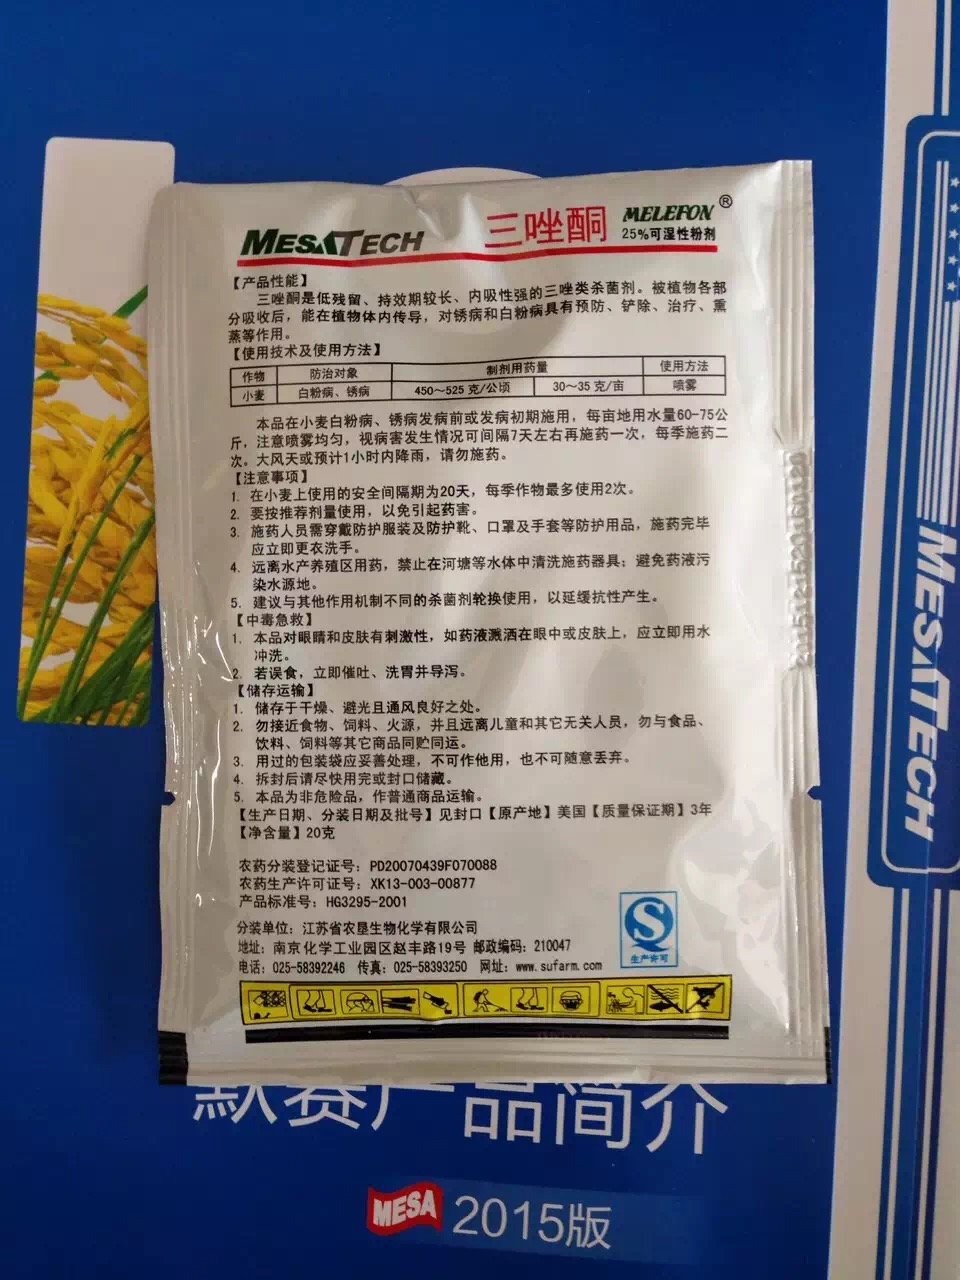 MESATECH 三唑酮 MELEFON®
25%可湿性粉剂
【产品性能】
三唑酮是低残留、持效期较长、内吸性强的三唑类杀菌剂。被植物各部
分吸收后，能在植物体内传导，对锈病和白粉病具有预防、铲除、治疗、熏
蒸等作用。
【使用技术及使用方法】
作物 防治对象 制剂用药量 使用方法
小麦 白粉病、锈病 450～525 克/公顷 30～35 克/亩 喷雾
本品在小麦白粉病、锈病发病前或发病初期施用，每亩地用水量60-75公
斤，注意喷雾均匀，视病害发生情况可间隔7天左右再施药一次，每季施药二
次。大风天或预计1小时内降雨，请勿施药。
【注意事项】
1. 在小麦上使用的安全间隔期为20天，每季作物最多使用2次。
2. 要按推荐剂量使用，以免引起药害。
3. 施药人员需穿戴防护服装及防护靴、口罩及手套等防护用品，施药完毕
应立即更衣洗手。
4. 远离水产养殖区用药，禁止在河塘等水体中清洗施药器具；避免药液污
染水源地。
5. 建议与其他作用机制不同的杀菌剂轮换使用，以延缓抗性产生。
【中毒急救】
1. 本品对眼睛和皮肤有刺激性，如药液溅洒在眼中或皮肤上，应立即用水
冲洗。
2. 若误食，立即催吐、洗胃并导泻。
【储存运输】
1. 储存于干燥、避光且通风良好之处。
2. 勿接近食物、饲料、火源，并且远离儿童和其它无关人员，勿与食品、
饮料、饲料等其它商品同贮同运。
3. 用过的包装袋应妥善处理，不可作他用，也不可随意丢弃。
4. 拆封后请尽快用完或封口储藏。
5. 本品为非危险品，作普通商品运输。
【生产日期、分装日期及批号】见封口【原产地】美国【质量保证期】3年
【净含量】20克
农药分装登记证号：PD20070439F070088
农药生产许可证号：XK13-003-00877
产品标准号：HG3295-2001
分装单位：江苏省农垦生物化学有限公司
地址：南京化学工业园区赵丰路19号 邮政编码：210047
电话：025-58392246 传真：025-58393250 网址：www.sufarm.com
生产许可
默赛产品简介
MESA 2015版
MESATECH